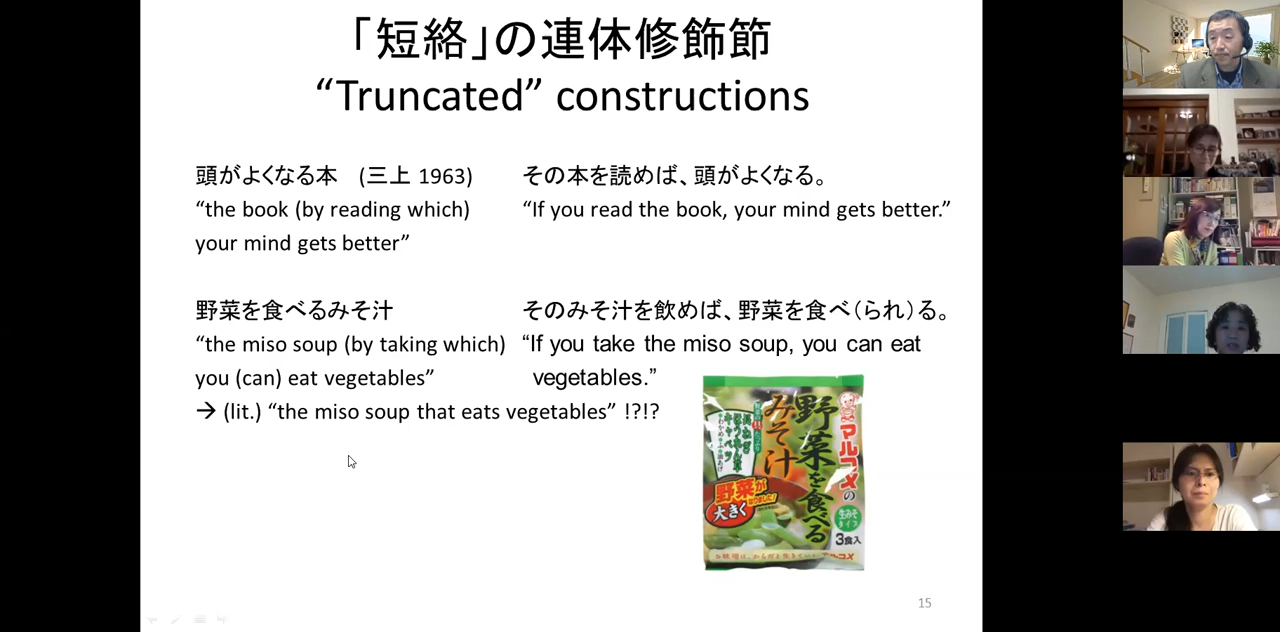 「短絡」の連体修飾節
“Truncated” constructions
頭がよくなる本　(三上 1963)
“the book (by reading which)
your mind gets better”
その本を読めば、頭がよくなる。
“If you read the book, your mind gets better.”
野菜を食べるみそ汁
“the miso soup (by taking which)
you (can) eat vegetables”
→ (lit.) “the miso soup that eats vegetables” !?!?
そのみそ汁を飲めば、野菜を食べ（られ）る。
“If you take the miso soup, you can eat
vegetables.”
マルコメの
野菜を食べる
みそ汁
生みそ
タイプ
3食入
野菜が
大きく
15